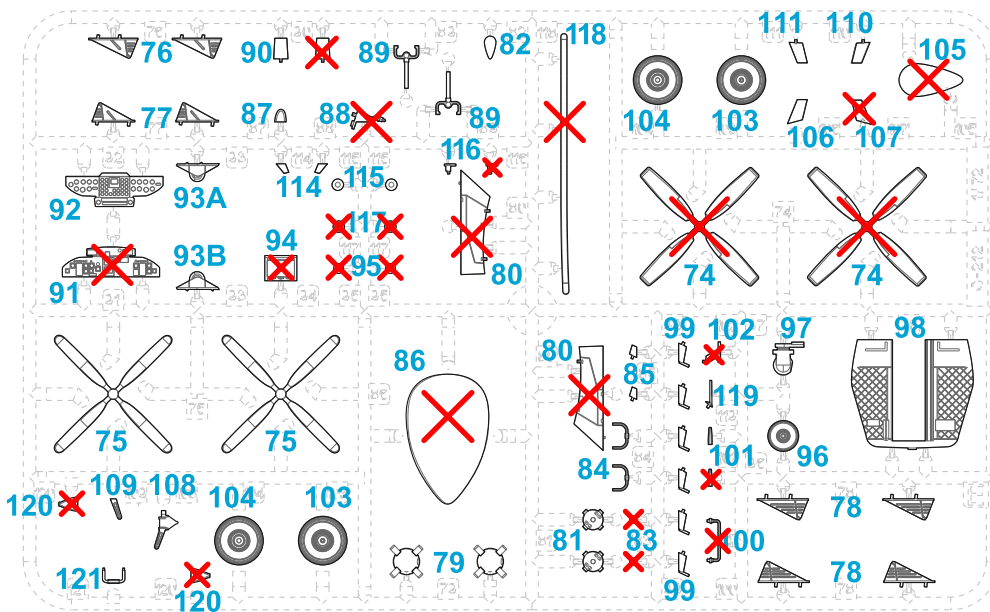 76 90 89 82 118 111 110 105
77 87 88 89 104 103 106 107
92 93A 114 116 115
91 93B 94 117 95 80 74 74
75 75 86 80 85 99 102 97 98
119 84 101 96
120 109 108 104 103 81 83 100 78
121 120 79 99 78